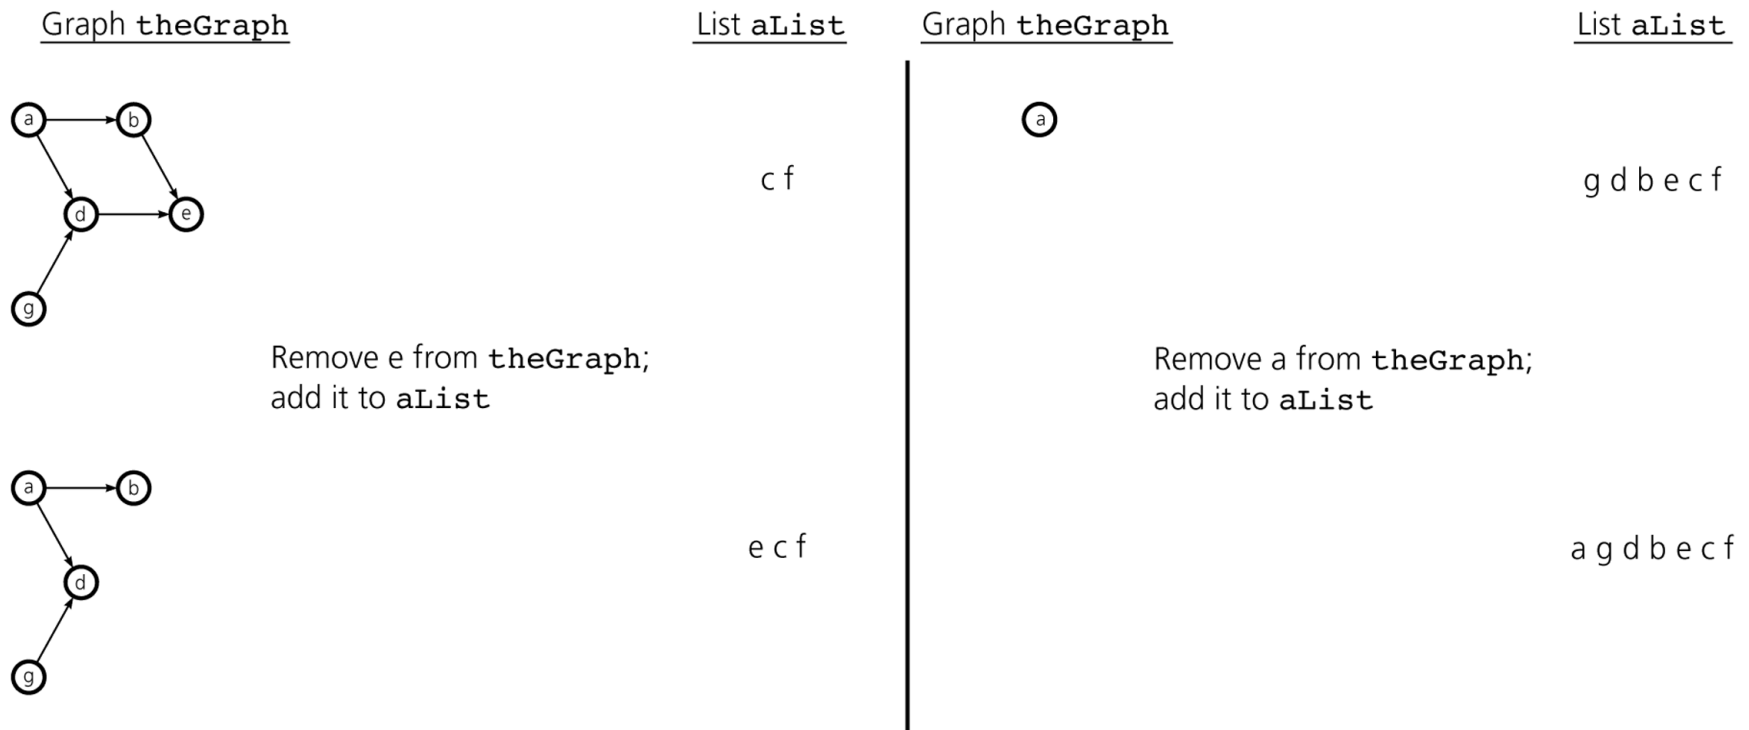 Graph theGraph
List aList
a
b
c f
d
e
g
Remove e from theGraph;
add it to aList
a
b
e c f
d
g
Graph theGraph
List aList
a
g d b e c f
Remove a from theGraph;
add it to aList
a g d b e c f